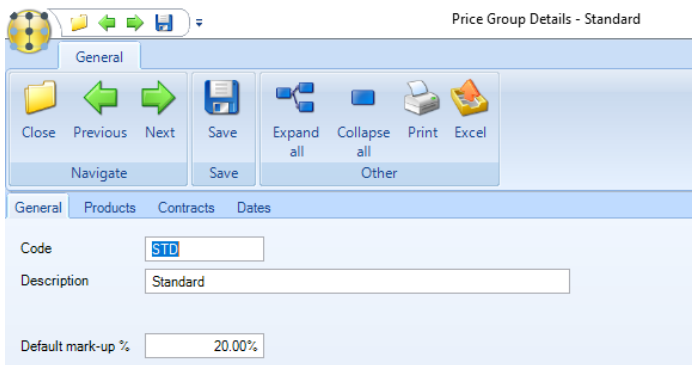 Price Group Details - Standard
General
Close Previous Next Save Expand all Collapse all Print Excel
Navigate Save Other
General Products Contracts Dates
Code STD
Description Standard
Default mark-up % 20.00%